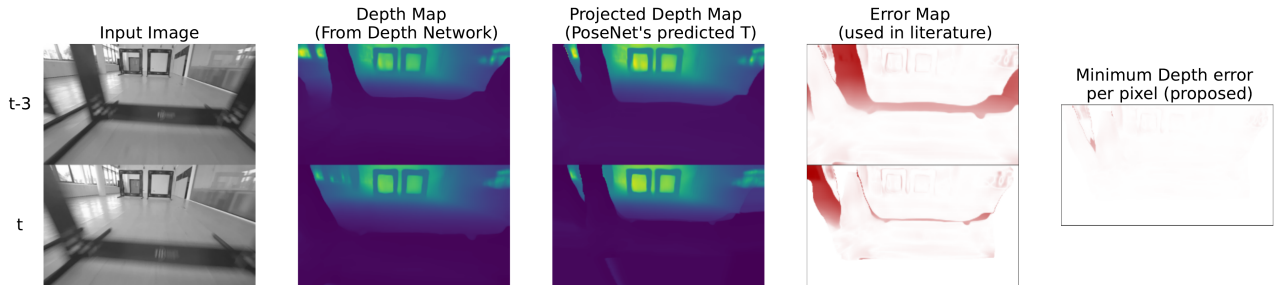 Input Image
Depth Map
(From Depth Network)
Projected Depth Map
(PoseNet's predicted T)
Error Map
(used in literature)
Minimum Depth error
per pixel (proposed)
t-3
t